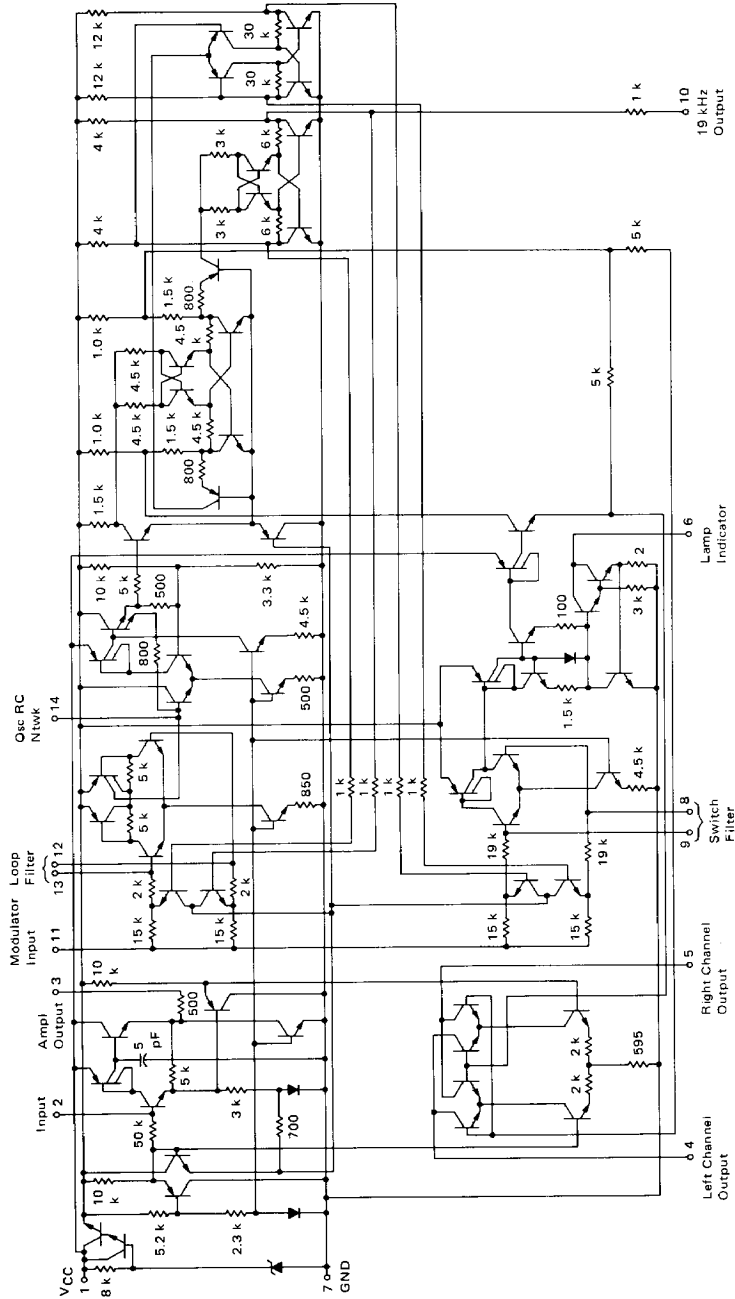 VCC
1
Input
2
Ampl
Output
3
Modulator
Input
11
Loop
Filter
13 12
Osc RC
Ntwk
14
8 k
10
k
50 k
5
pF
5 k
500
10
k
15 k
2 k
5 k
5 k
800
10 k
5 k
500
1.5 k
1.0 k
4.5 k
1.5 k
4.5 k
4.5 k
1.0 k
1.5 k
4.5
k
800
800
4 k
4 k
3 k
3 k
6 k
6 k
12 k
12 k
30
k
30
k
5.2 k
2.3 k
3 k
700
15 k
2 k
850
500
4.5 k
3.3 k
7
GND
1 k
1 k
1 k
1 k
15 k
19 k
15 k
19 k
4.5 k
1.5 k
100
3 k
2
5 k
5 k
1 k
2 k
2 k
595
4
Left Channel
Output
5
Right Channel
Output
9
8
Switch
Filter
6
Lamp
Indicator
10
19 kHz
Output